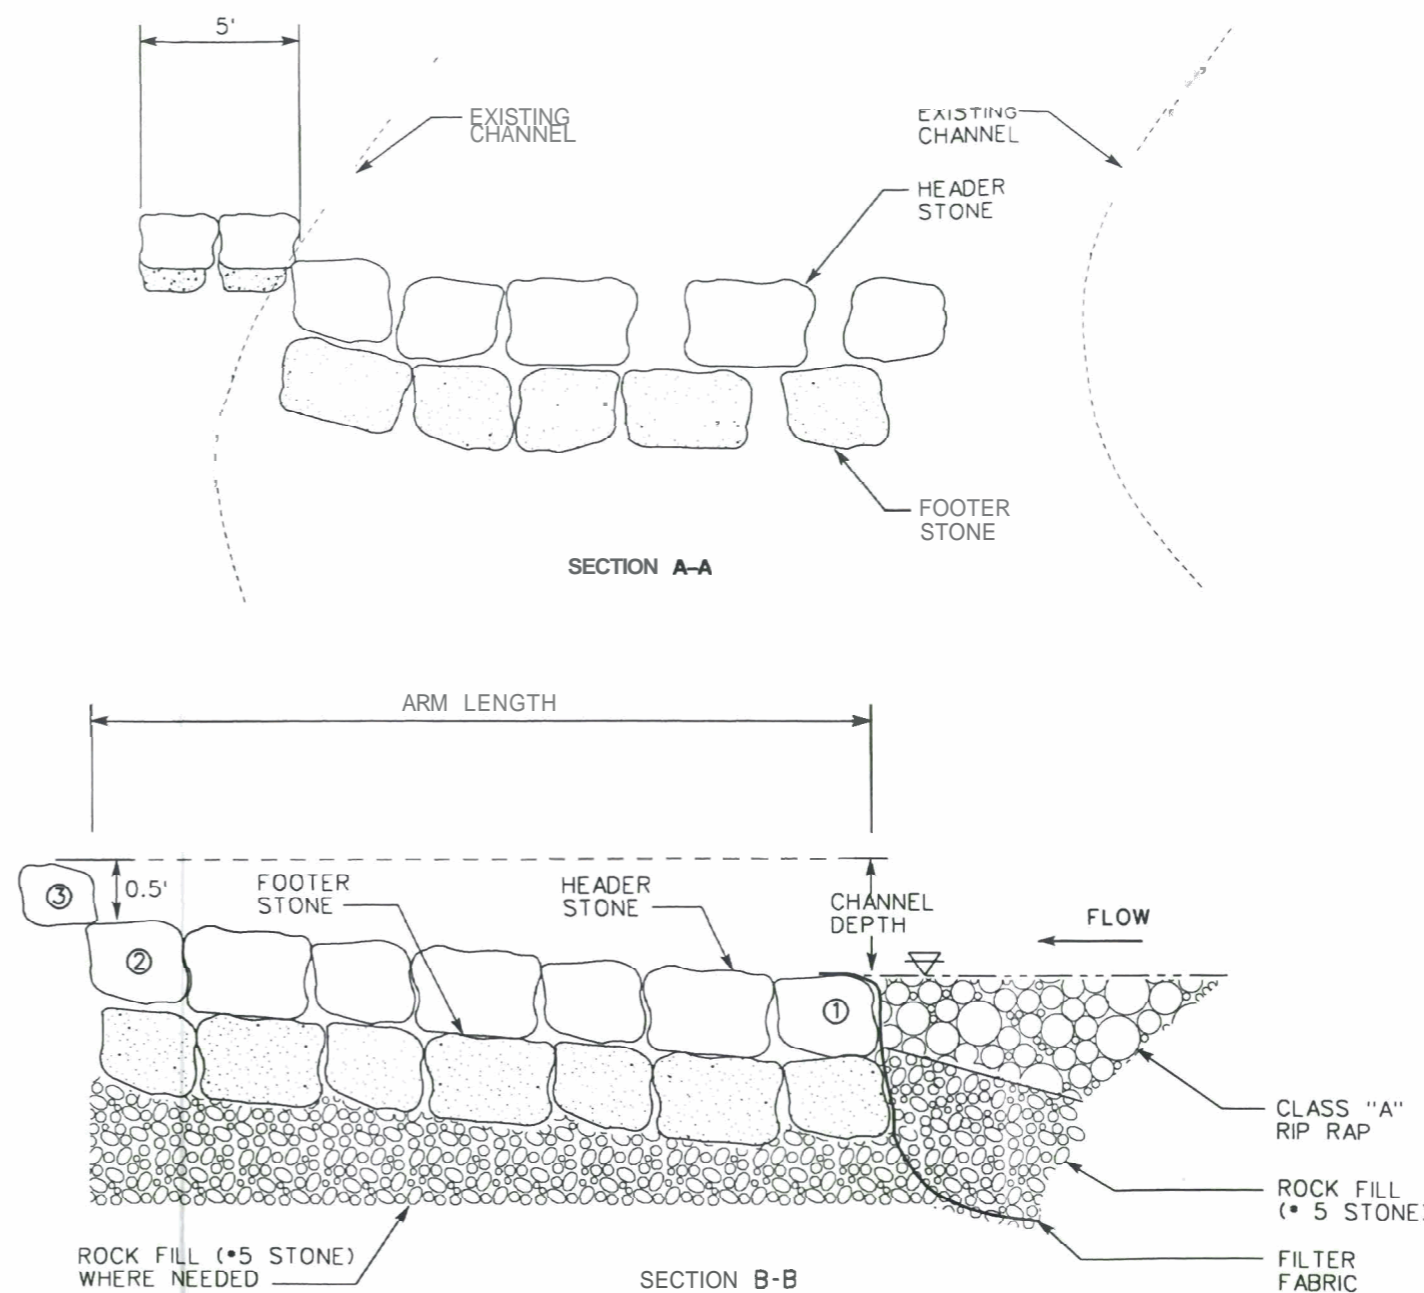 5'
EXISTING
CHANNEL
EXISTING
CHANNEL
HEADER
STONE
FOOTER
STONE
SECTION A-A
ARM LENGTH
3
0.5'
FOOTER
STONE
HEADER
STONE
CHANNEL
DEPTH
FLOW
2
1
CLASS "A"
RIP RAP
ROCK FILL
(• 5 STONE)
FILTER
FABRIC
ROCK FILL (•5 STONE)
WHERE NEEDED
SECTION B-B